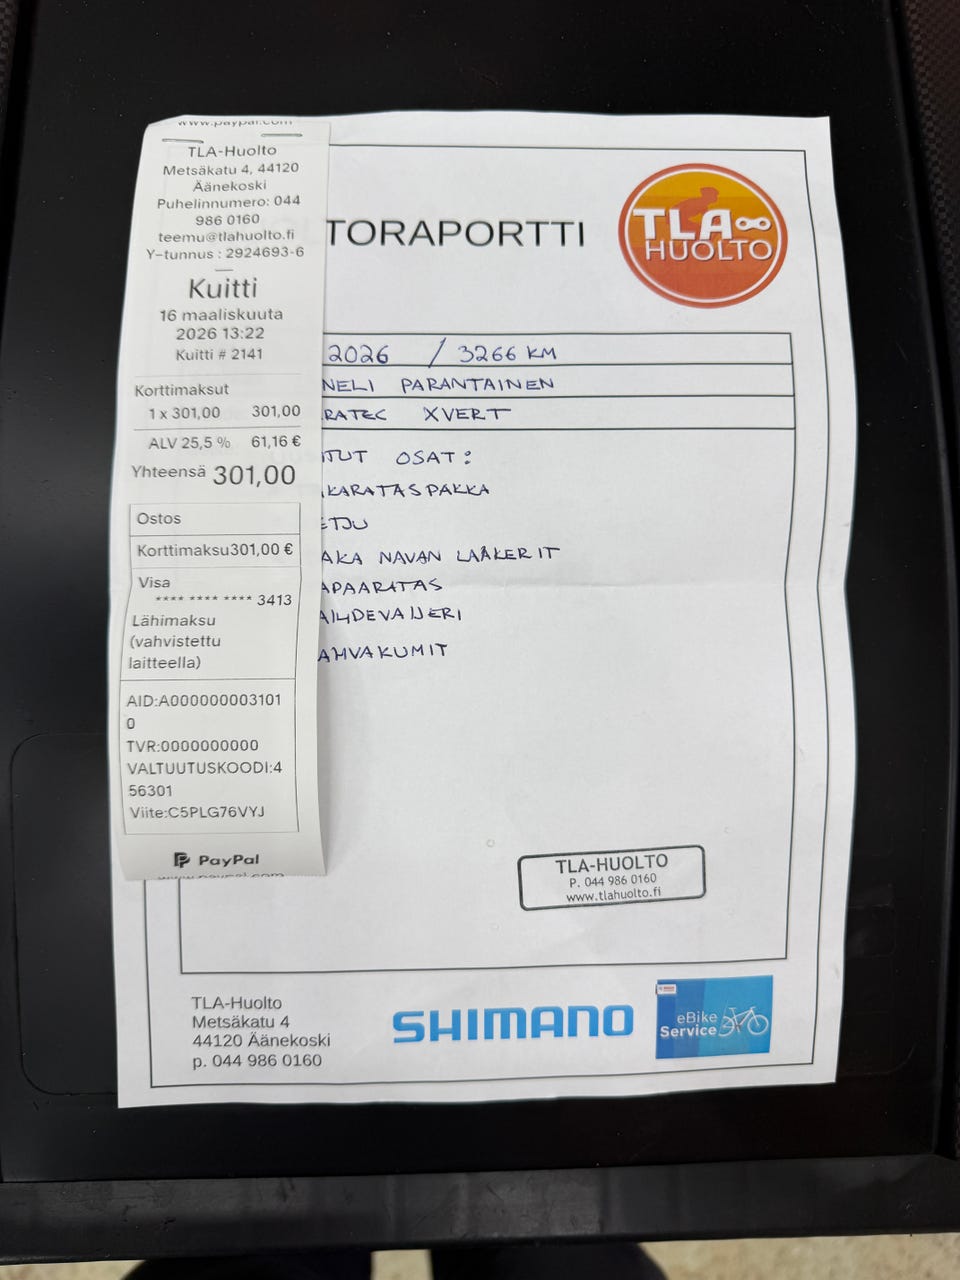 www.paypal.com
TLA-Huolto
Metsäkatu 4, 44120
Äänekoski
Puhelinnumero: 044
986 0160
teemu@tlahuolto.fi
Y-tunnus : 2924693-6
Kuitti
16 maaliskuuta
2026 13:22
Kuitti # 2141
Korttimaksut
1 x 301,00 301,00
ALV 25,5 % 61,16 €
Yhteensä 301,00
Ostos
Korttimaksu301,00 €
Visa
**** **** **** 3413
Lähimaksu
(vahvistettu
laitteella)
AID:A000000003101
0
TVR:0000000000
VALTUUTUSKOODI:4
56301
Viite:C5PLG76VYJ
PayPal
www.paypal.com
TORAPORTTI
TLA
HUOLTO
2026 / 3266 KM
NELI PARANTAINEN
RATEC XVERT
TUT OSAT:
KARATASPAKKA
ETJU
AKA NAVAN LAAKERIT
APAARATAS
AIHDEVAIJERI
AHVAKUMIT
TLA-HUOLTO
P. 044 986 0160
www.tlahuolto.fi
TLA-Huolto
Metsäkatu 4
44120 Äänekoski
p. 044 986 0160
SHIMANO
eBike
Service